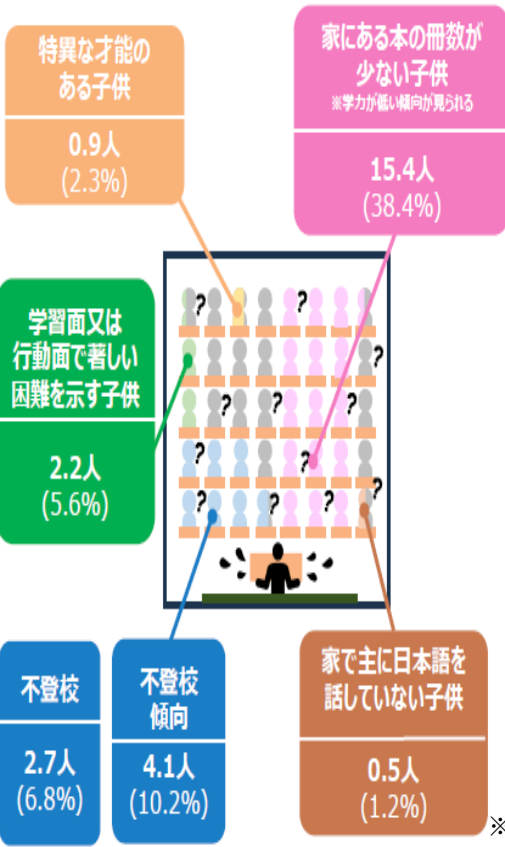 特異な才能の
ある子供
0.9人
(2.3%)
家にある本の冊数が
少ない子供
※学力が低い傾向が見られる
15.4人
(38.4%)
学習面又は
行動面で著しい
困難を示す子供
2.2人
(5.6%)
?
?
?
?
?
?
?
?
?
?
?
?
?
不登校
2.7人
(6.8%)
不登校
傾向
4.1人
(10.2%)
家で主に日本語を
話していない子供
0.5人
(1.2%)
※